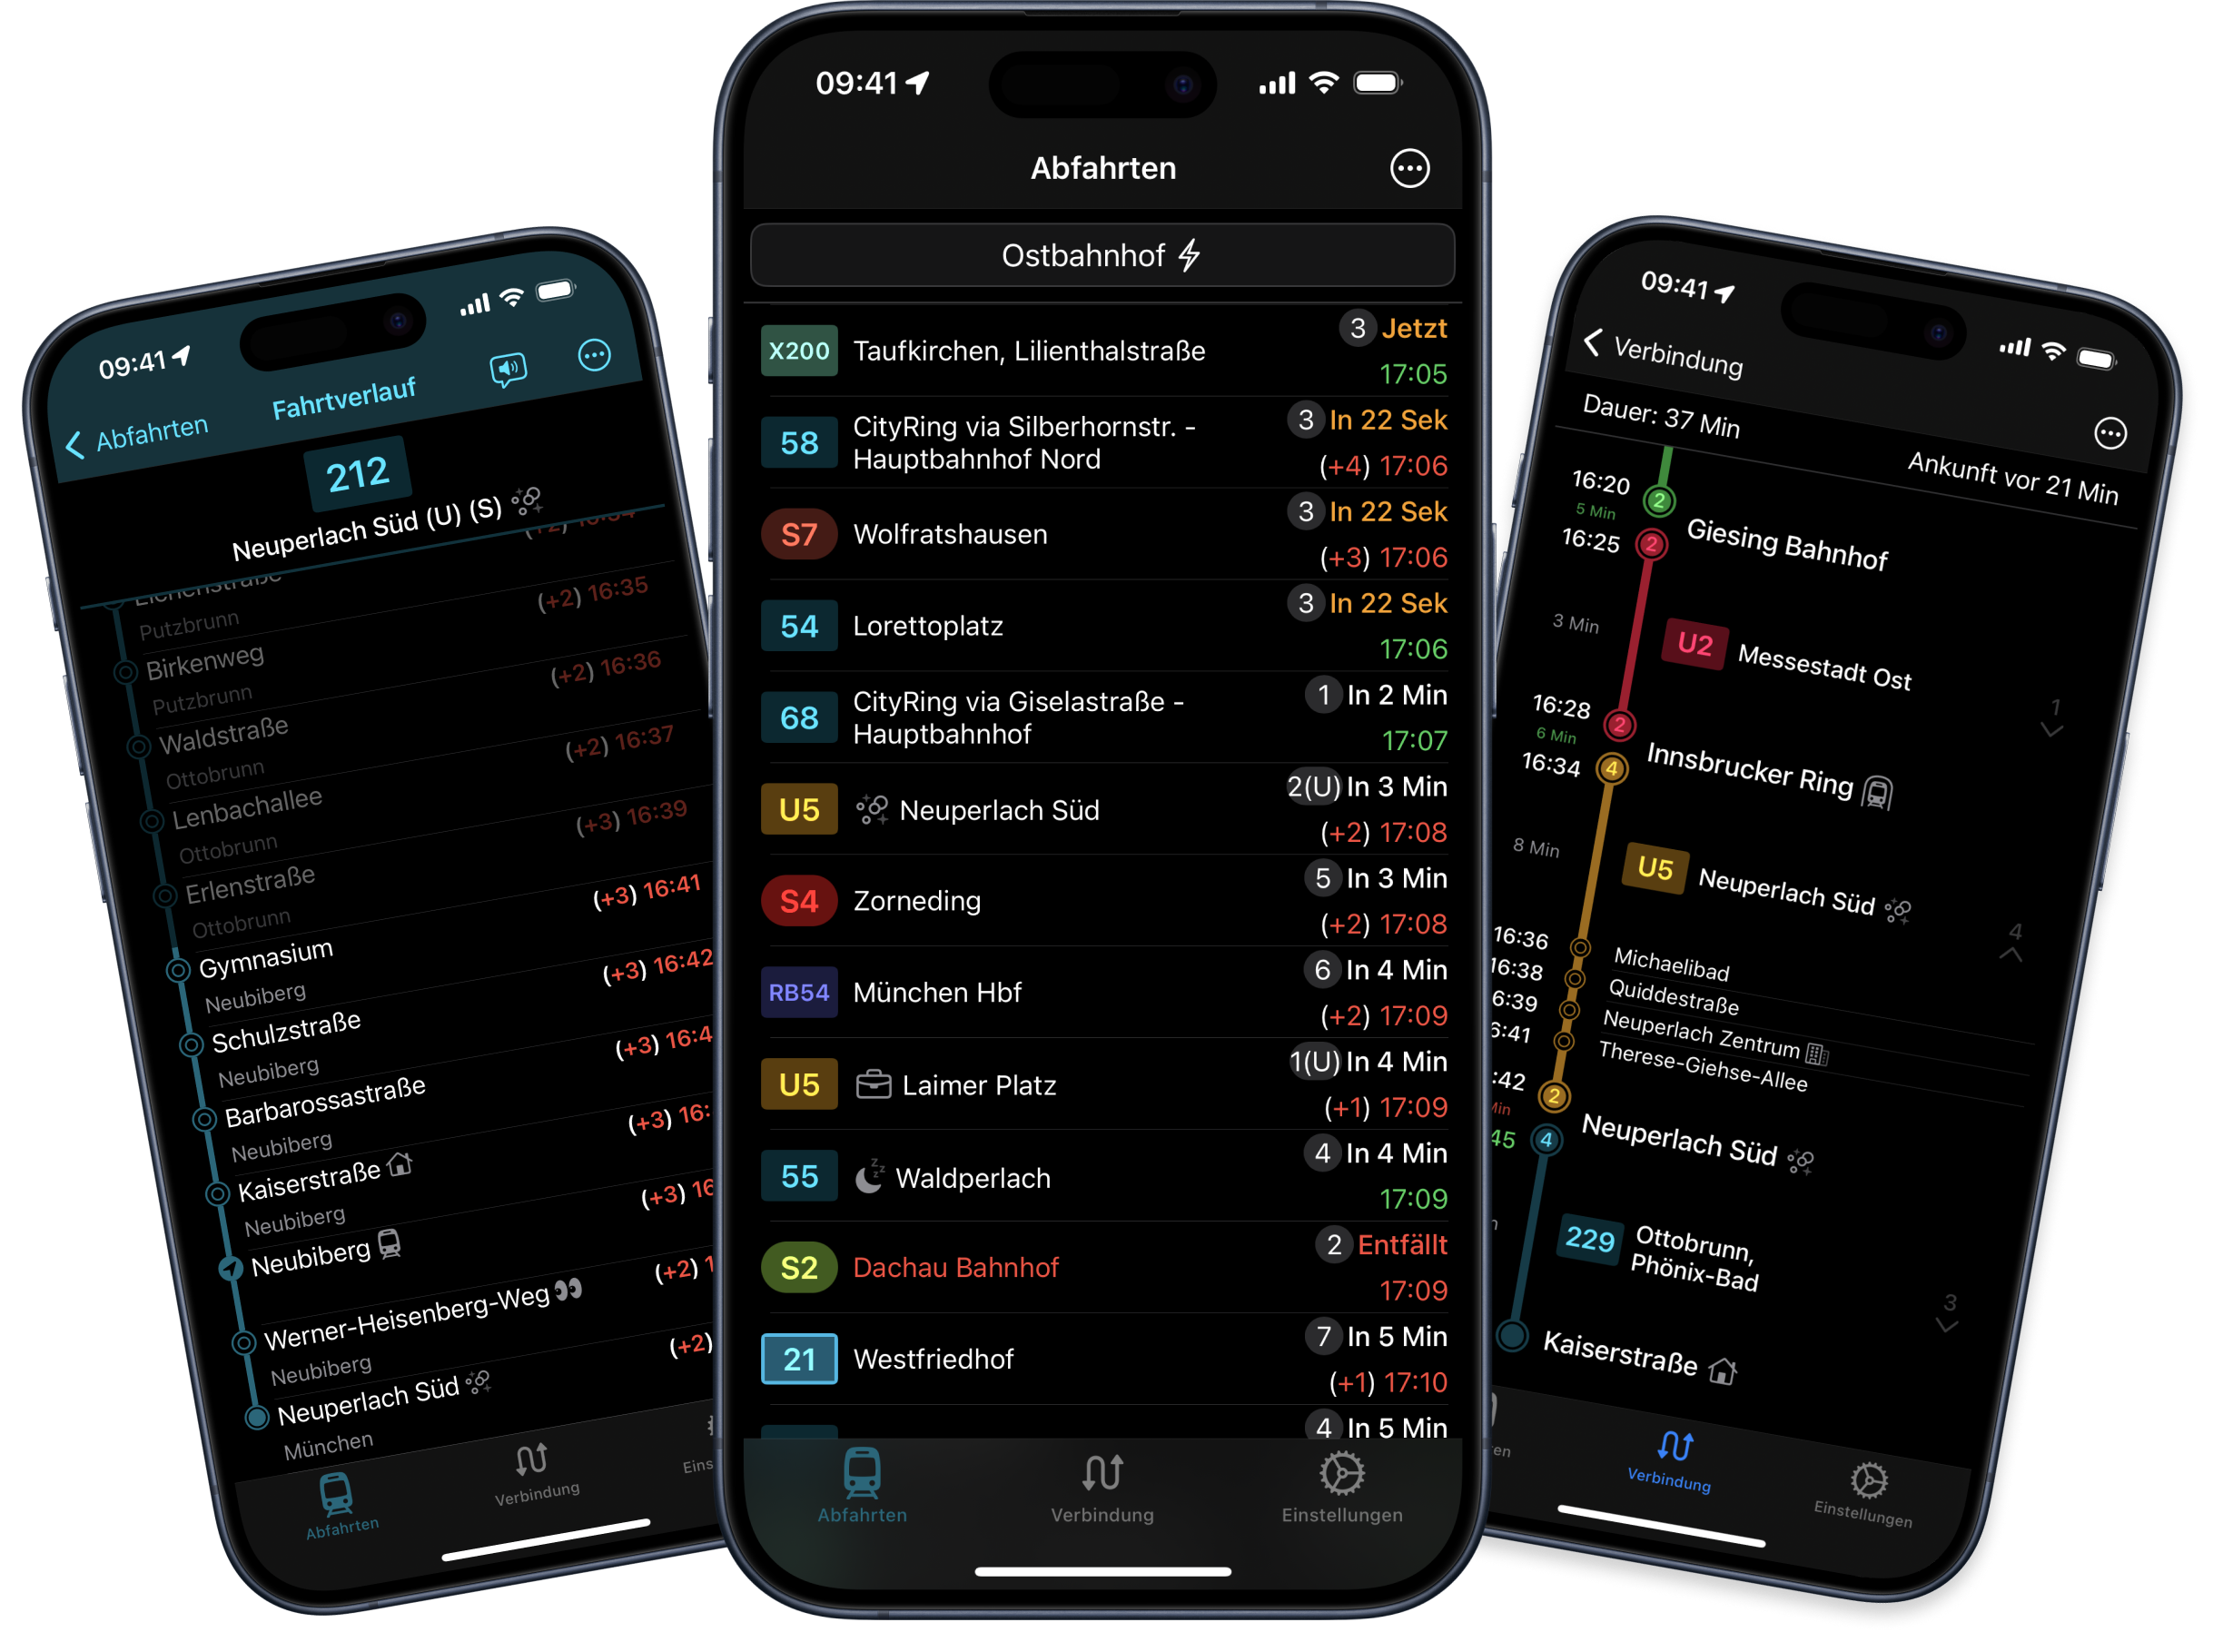 09:41
Abfahrten
Fahrtverlauf
212
Neuperlach Süd (U) (S)
Eichenstraße
Putzbrunn
(+2) 16:35
Birkenweg
Putzbrunn
(+2) 16:36
Waldstraße
Ottobrunn
(+2) 16:37
Lenbachallee
Ottobrunn
(+3) 16:39
Erlenstraße
Ottobrunn
(+3) 16:41
Gymnasium
Neubiberg
(+3) 16:42
Schulzstraße
Neubiberg
(+3) 16:4
Barbarossastraße
Neubiberg
(+3) 16:
Kaiserstraße
Neubiberg
(+3) 16
Neubiberg
(+2) 1
Werner-Heisenberg-Weg
Neubiberg
(+2)
Neuperlach Süd
München
Abfahrten
Verbindung
Eins
09:41
Abfahrten
Ostbahnhof
X200 Taufkirchen, Lilienthalstraße 3 Jetzt
17:05
58 CityRing via Silberhornstr. - 3 In 22 Sek
Hauptbahnhof Nord (+4) 17:06
S7 Wolfratshausen 3 In 22 Sek
(+3) 17:06
54 Lorettoplatz 3 In 22 Sek
17:06
68 CityRing via Giselastraße - 1 In 2 Min
Hauptbahnhof 17:07
U5 Neuperlach Süd 2(U) In 3 Min
(+2) 17:08
S4 Zorneding 5 In 3 Min
(+2) 17:08
RB54 München Hbf 6 In 4 Min
(+2) 17:09
U5 Laimer Platz 1(U) In 4 Min
(+1) 17:09
55 Waldperlach 4 In 4 Min
17:09
S2 Dachau Bahnhof 2 Entfällt
17:09
21 Westfriedhof 7 In 5 Min
(+1) 17:10
4 In 5 Min
Abfahrten
Verbindung
Einstellungen
09:41
Verbindung
Dauer: 37 Min
Ankunft vor 21 Min
16:20 2
5 Min
Giesing Bahnhof
16:25 2
3 Min
U2 Messestadt Ost
1
16:28 2
6 Min
Innsbrucker Ring
16:34 4
8 Min
U5 Neuperlach Süd
4
16:36 Michaelibad
16:38 Quiddestraße
6:39 Neuperlach Zentrum
6:41 Therese-Giehse-Allee
:42 2
Min
Neuperlach Süd
45 4
n
229 Ottobrunn,
Phönix-Bad
3
Kaiserstraße
en
Verbindung
Einstellungen